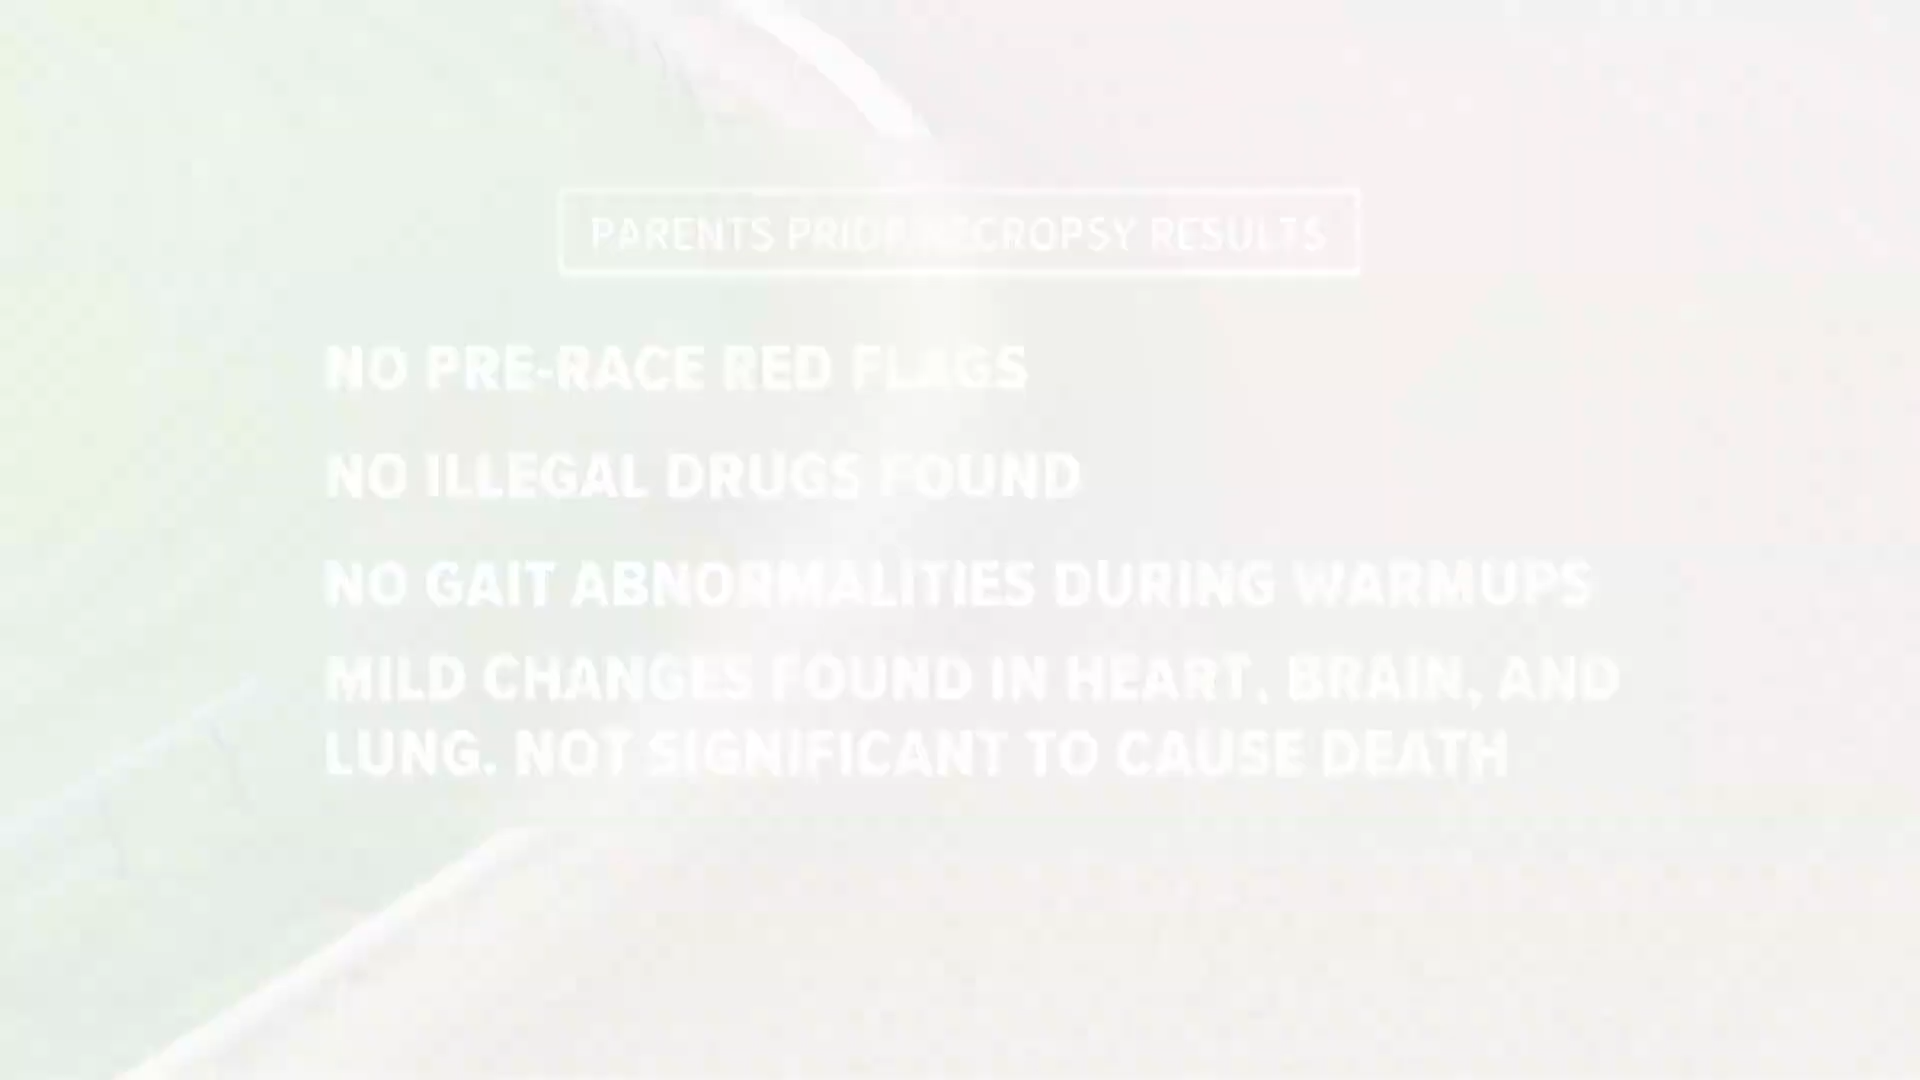 PARENTS PRIDE NECROPSY RESULTS
NO PRE-RACE RED FLAGS
NO ILLEGAL DRUGS FOUND
NO GAIT ABNORMALITIES DURING WARMUPS
MILD CHANGES FOUND IN HEART, BRAIN, AND
LUNG. NOT SIGNIFICANT TO CAUSE DEATH